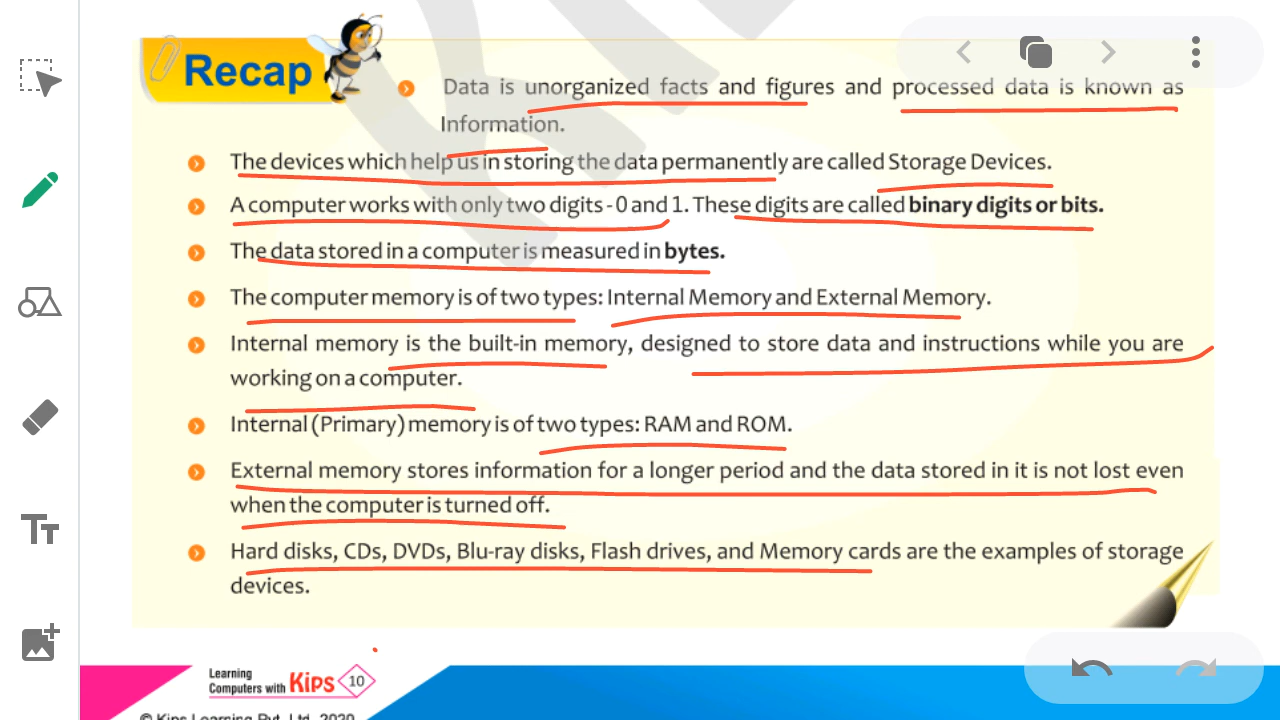 Recap
Data is unorganized facts and figures and processed data is known as
Information.
The devices which help us in storing the data permanently are called Storage Devices.
A computer works with only two digits - 0 and 1. These digits are called binary digits or bits.
The data stored in a computer is measured in bytes.
The computer memory is of two types: Internal Memory and External Memory.
Internal memory is the built-in memory, designed to store data and instructions while you are
working on a computer.
Internal (Primary) memory is of two types: RAM and ROM.
External memory stores information for a longer period and the data stored in it is not lost even
when the computer is turned off.
Hard disks, CDs, DVDs, Blu-ray disks, Flash drives, and Memory cards are the examples of storage
devices.
Tт
Learning
Computers with Kips 10
© Kips Learning Pvt. Ltd. 2020